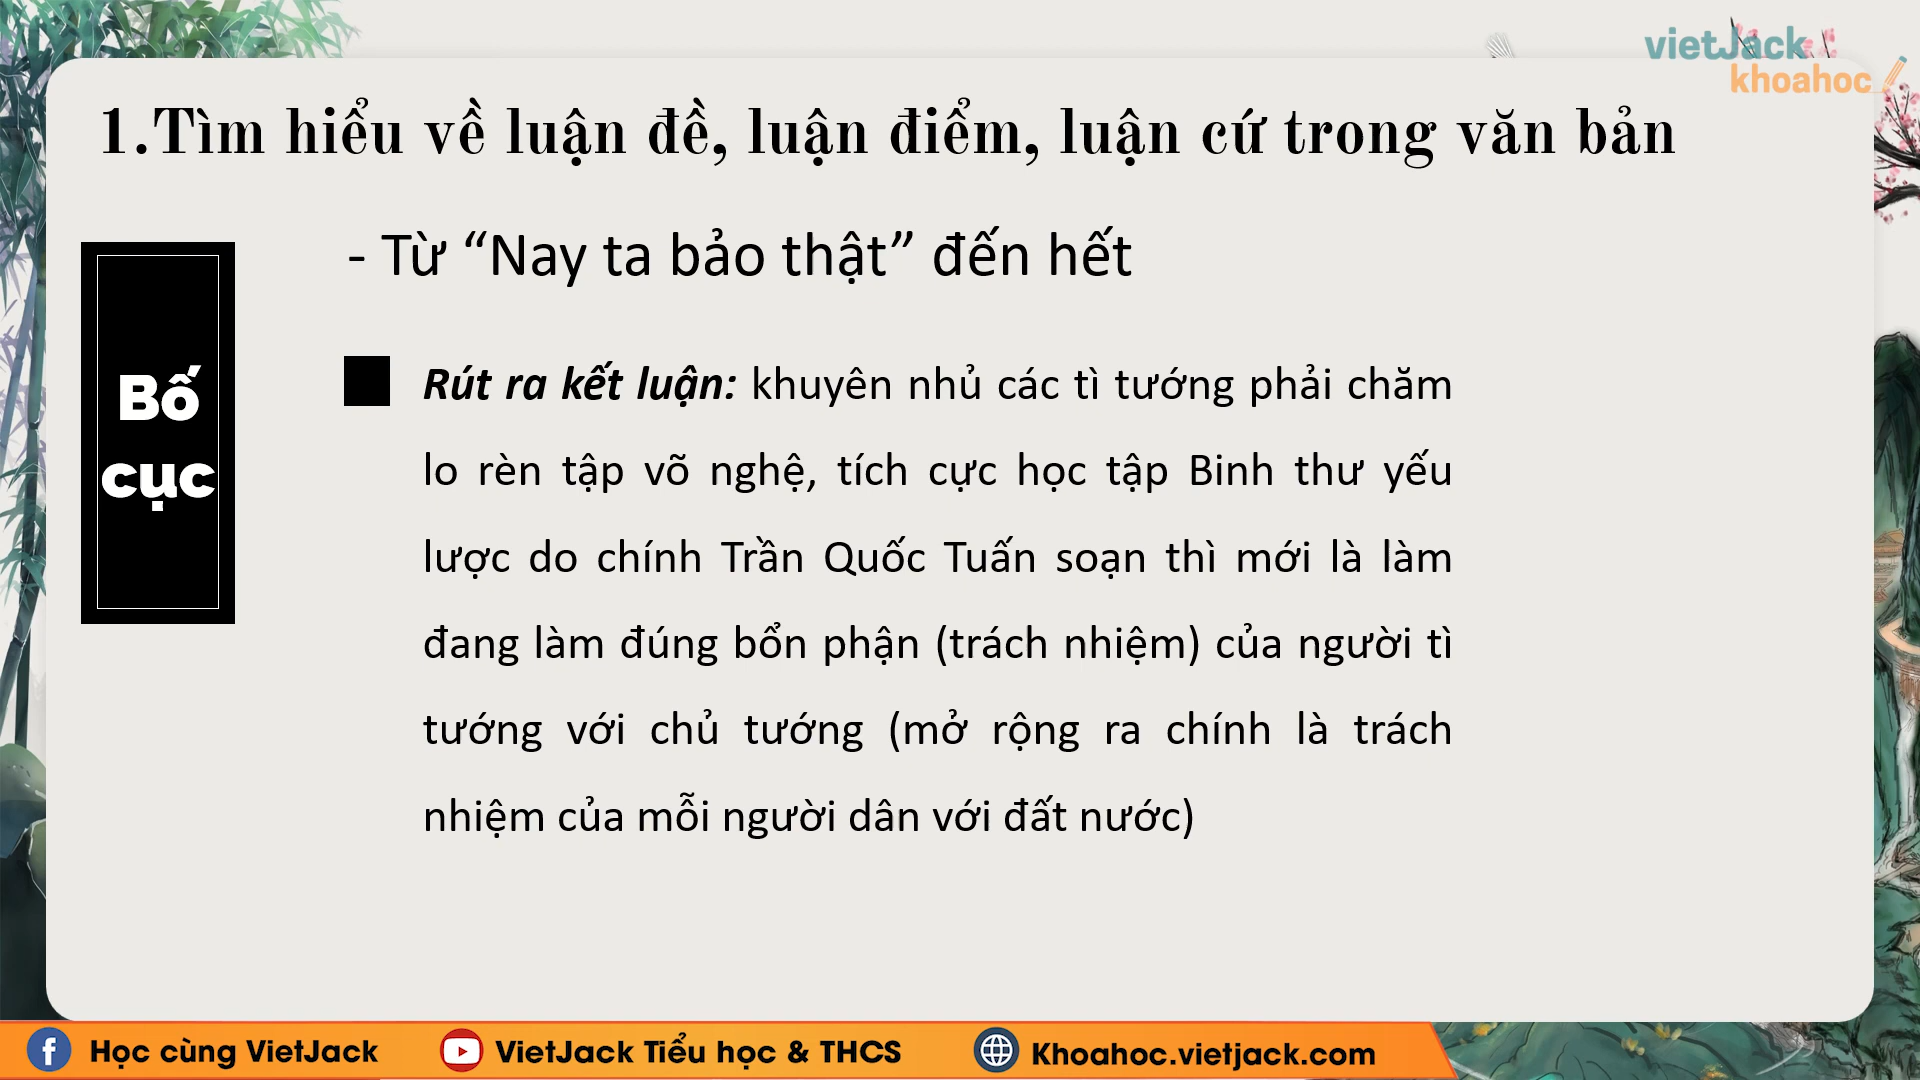 vietJack
khoahoc
1.Tìm hiểu về luận đề, luận điểm, luận cứ trong văn bản
Bố
cục
- Từ “Nay ta bảo thật” đến hết
Rút ra kết luận: khuyên nhủ các tì tướng phải chăm
lo rèn tập võ nghệ, tích cực học tập Binh thư yếu
lược do chính Trần Quốc Tuấn soạn thì mới là làm
đang làm đúng bổn phận (trách nhiệm) của người tì
tướng với chủ tướng (mở rộng ra chính là trách
nhiệm của mỗi người dân với đất nước)
Học cùng VietJack
VietJack Tiểu học & THCS
Khoahoc.vietjack.com